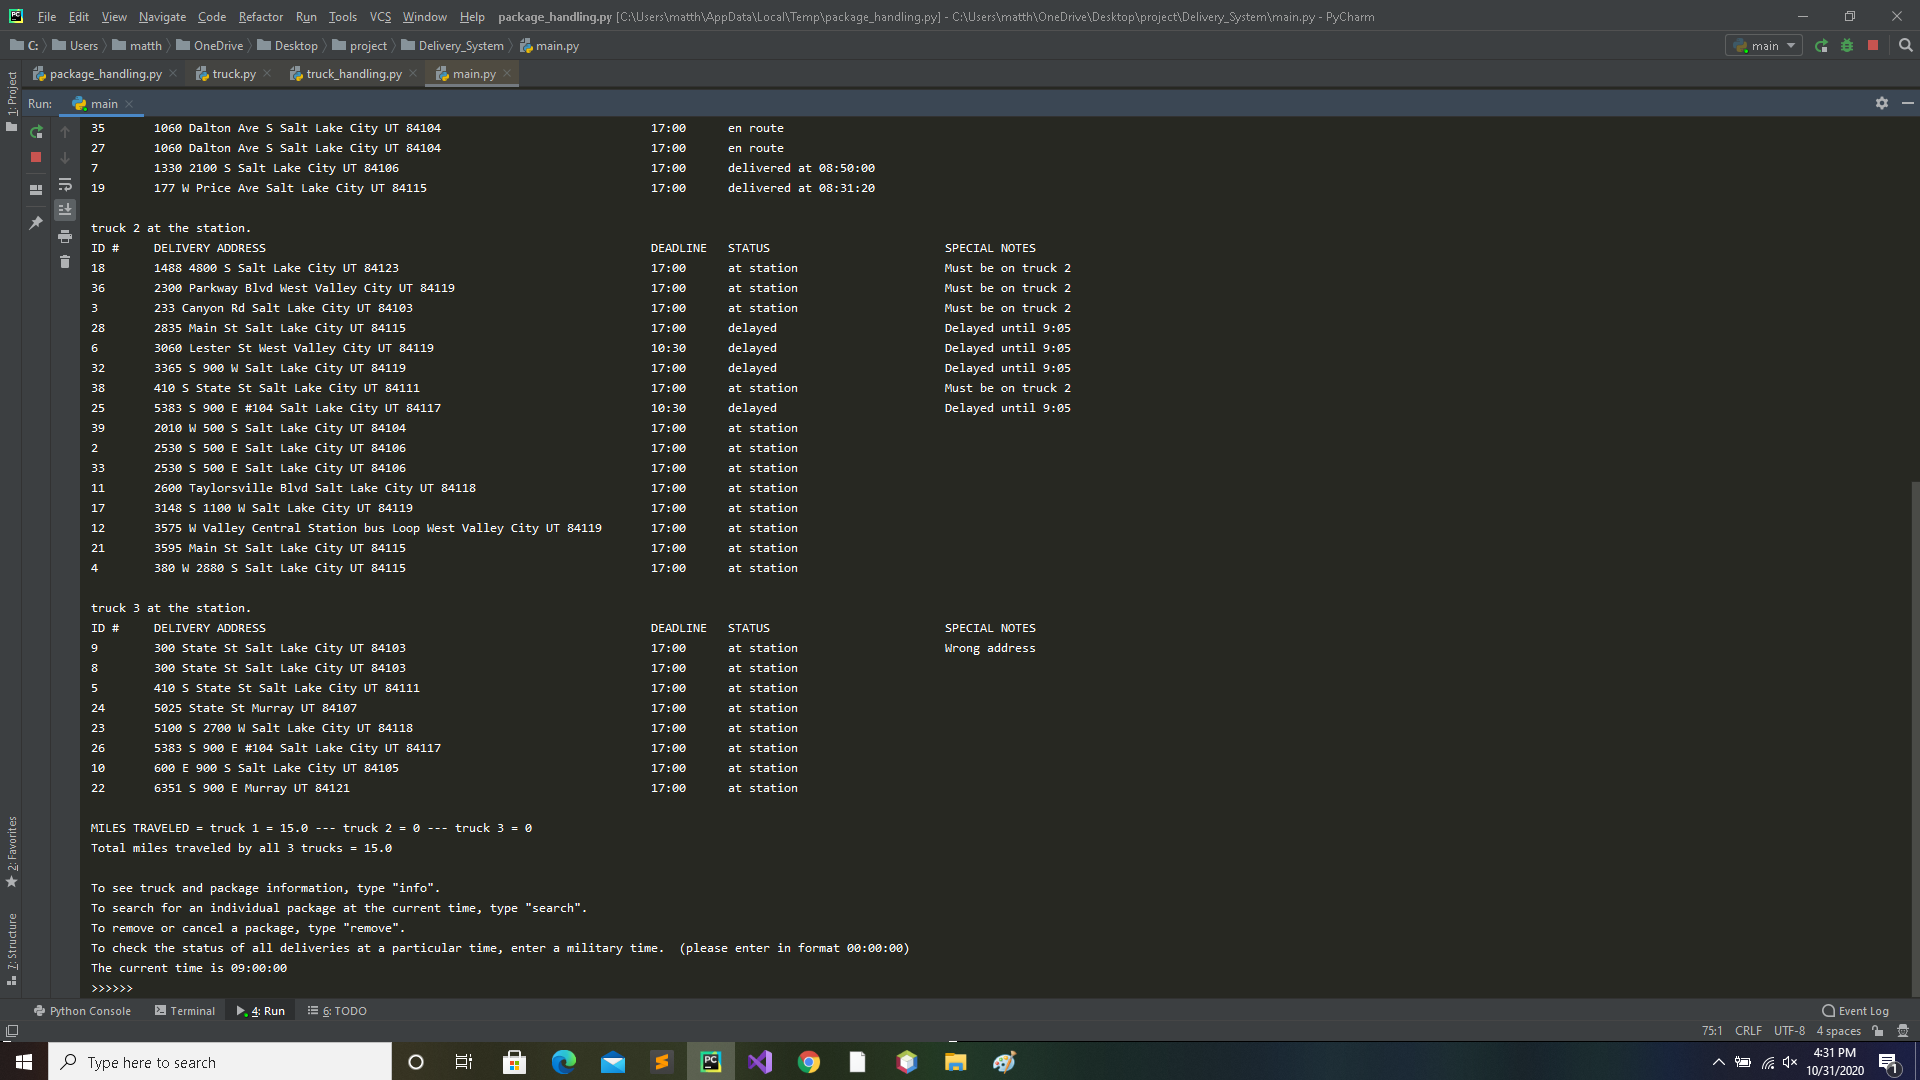 File Edit View Navigate Code Refactor Run Tools VCS Window Help package_handling.py [C:\Users\matth\AppData\Local\Temp\package_handling.py] - C:\Users\matth\OneDrive\Desktop\project\Delivery_System\main.py - PyCharm
C: Users matth OneDrive Desktop project Delivery_System main.py main
package_handling.py truck.py truck_handling.py main.py
1: Project
Run: main
35 1060 Dalton Ave S Salt Lake City UT 84104 17:00 en route
27 1060 Dalton Ave S Salt Lake City UT 84104 17:00 en route
7 1330 2100 S Salt Lake City UT 84106 17:00 delivered at 08:50:00
19 177 W Price Ave Salt Lake City UT 84115 17:00 delivered at 08:31:20
truck 2 at the station.
ID # DELIVERY ADDRESS DEADLINE STATUS SPECIAL NOTES
18 1488 4800 S Salt Lake City UT 84123 17:00 at station Must be on truck 2
36 2300 Parkway Blvd West Valley City UT 84119 17:00 at station Must be on truck 2
3 233 Canyon Rd Salt Lake City UT 84103 17:00 at station Must be on truck 2
28 2835 Main St Salt Lake City UT 84115 17:00 delayed Delayed until 9:05
6 3060 Lester St West Valley City UT 84119 10:30 delayed Delayed until 9:05
32 3365 S 900 W Salt Lake City UT 84119 17:00 delayed Delayed until 9:05
38 410 S State St Salt Lake City UT 84111 17:00 at station Must be on truck 2
25 5383 S 900 E #104 Salt Lake City UT 84117 10:30 delayed Delayed until 9:05
39 2010 W 500 S Salt Lake City UT 84104 17:00 at station
2 2530 S 500 E Salt Lake City UT 84106 17:00 at station
33 2530 S 500 E Salt Lake City UT 84106 17:00 at station
11 2600 Taylorsville Blvd Salt Lake City UT 84118 17:00 at station
17 3148 S 1100 W Salt Lake City UT 84119 17:00 at station
12 3575 W Valley Central Station bus Loop West Valley City UT 84119 17:00 at station
21 3595 Main St Salt Lake City UT 84115 17:00 at station
4 380 W 2880 S Salt Lake City UT 84115 17:00 at station
truck 3 at the station.
ID # DELIVERY ADDRESS DEADLINE STATUS SPECIAL NOTES
9 300 State St Salt Lake City UT 84103 17:00 at station Wrong address
8 300 State St Salt Lake City UT 84103 17:00 at station
5 410 S State St Salt Lake City UT 84111 17:00 at station
24 5025 State St Murray UT 84107 17:00 at station
23 5100 S 2700 W Salt Lake City UT 84118 17:00 at station
26 5383 S 900 E #104 Salt Lake City UT 84117 17:00 at station
10 600 E 900 S Salt Lake City UT 84105 17:00 at station
22 6351 S 900 E Murray UT 84121 17:00 at station
MILES TRAVELED = truck 1 = 15.0 --- truck 2 = 0 --- truck 3 = 0
Total miles traveled by all 3 trucks = 15.0
To see truck and package information, type "info".
To search for an individual package at the current time, type "search".
To remove or cancel a package, type "remove".
To check the status of all deliveries at a particular time, enter a military time.  (please enter in format 00:00:00)
The current time is 09:00:00
>>>>>>
2: Favorites
7: Structure
Python Console Terminal 4: Run 6: TODO Event Log
75:1 CRLF UTF-8 4 spaces
Type here to search
4:31 PM
10/31/2020
1